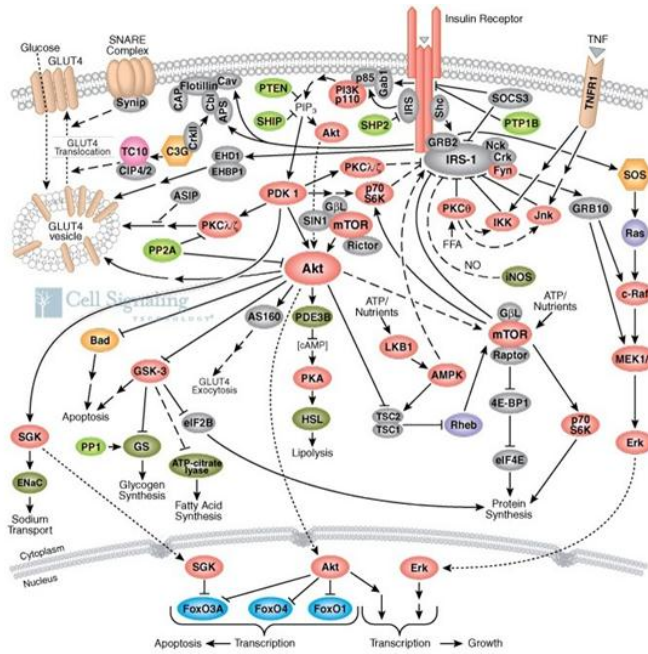 Insulin Receptor
TNF
SNARE
Complex
Glucose
GLUT4
Synip
CAP
Flotillin
Cav
Cbl
APS
CrkII
C3G
TC10
CIP4/2
GLUT4
Translocation
PTEN
SHIP
PIP3
Akt
PI3K
p110
p85
Gab1
SHP2
IRS
Shc
GRB2
IRS-1
Nck
Crk
Fyn
SOCS3
PTP1B
TNFR1
SOS
Ras
c-Raf
MEK1/
Erk
GRB10
EHD1
EHBP1
ASIP
GLUT4
vesicle
PKCλ/ζ
PP2A
PDK 1
PKCλ/ζ
p70
S6K
SIN1
GβL
mTOR
Rictor
PKCθ
FFA
IKK
Jnk
NO
iNOS
Akt
Cell Signaling
TECHNOLOGY®
AS160
GLUT4
Exocytosis
PDE3B
[cAMP]
PKA
HSL
Lipolysis
ATP/
Nutrients
LKB1
AMPK
TSC2
TSC1
Rheb
GβL
mTOR
Raptor
ATP/
Nutrients
4E-BP1
eIF4E
p70
S6K
Protein
Synthesis
Bad
Apoptosis
GSK-3
PP1
GS
Glycogen
Synthesis
eIF2B
ATP-citrate
lyase
Fatty Acid
Synthesis
SGK
ENaC
Sodium
Transport
Cytoplasm
Nucleus
SGK
Akt
Erk
FoxO3A
FoxO4
FoxO1
Apoptosis
Transcription
Transcription
Growth